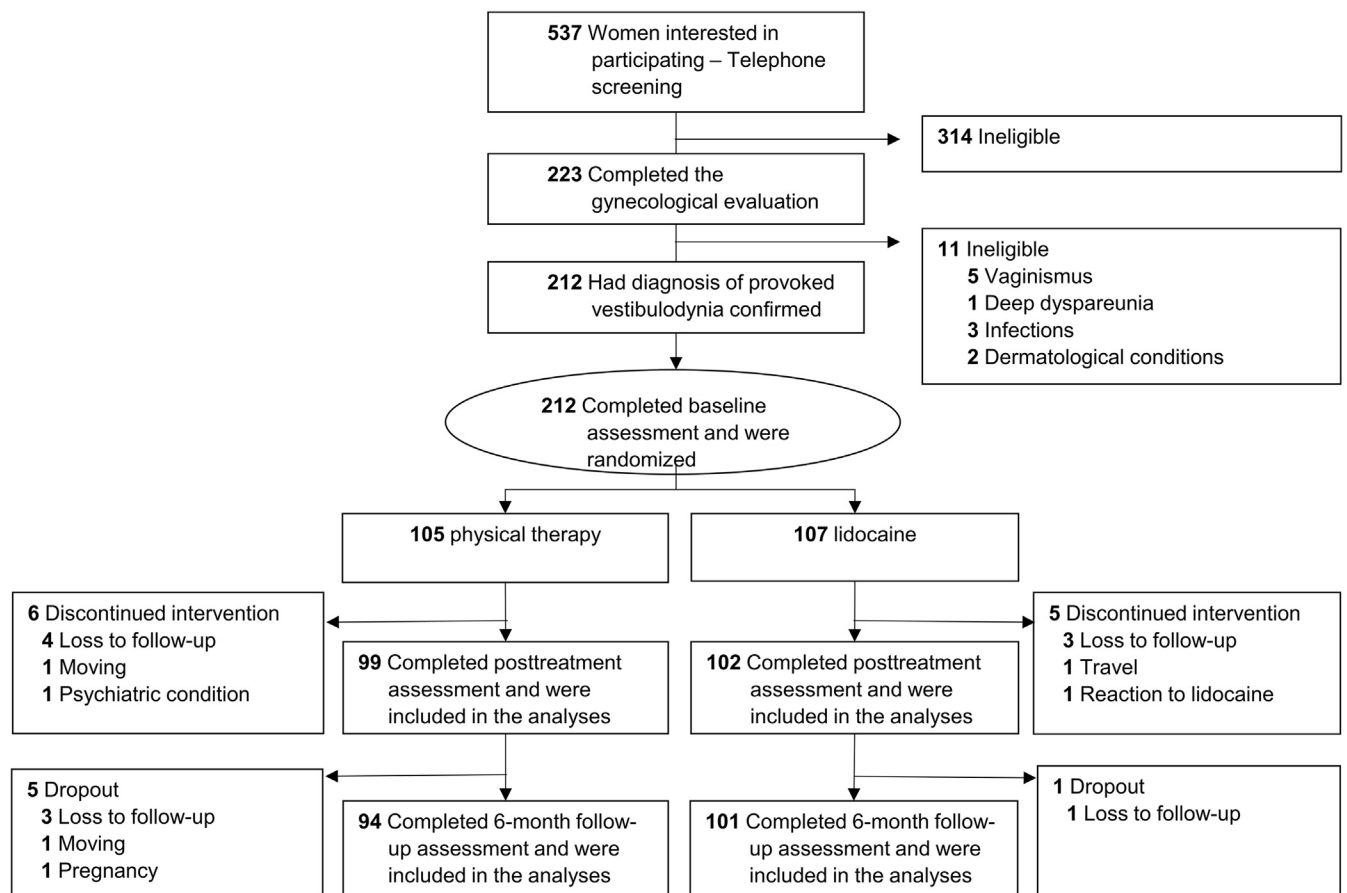 537 Women interested in
participating – Telephone
screening
314 Ineligible
223 Completed the
gynecological evaluation
11 Ineligible
5 Vaginismus
1 Deep dyspareunia
3 Infections
2 Dermatological conditions
212 Had diagnosis of provoked
vestibulodynia confirmed
212 Completed baseline
assessment and were
randomized
105 physical therapy
107 lidocaine
6 Discontinued intervention
4 Loss to follow-up
1 Moving
1 Psychiatric condition
99 Completed posttreatment
assessment and were
included in the analyses
102 Completed posttreatment
assessment and were
included in the analyses
5 Discontinued intervention
3 Loss to follow-up
1 Travel
1 Reaction to lidocaine
5 Dropout
3 Loss to follow-up
1 Moving
1 Pregnancy
94 Completed 6-month follow-
up assessment and were
included in the analyses
101 Completed 6-month follow-
up assessment and were
included in the analyses
1 Dropout
1 Loss to follow-up